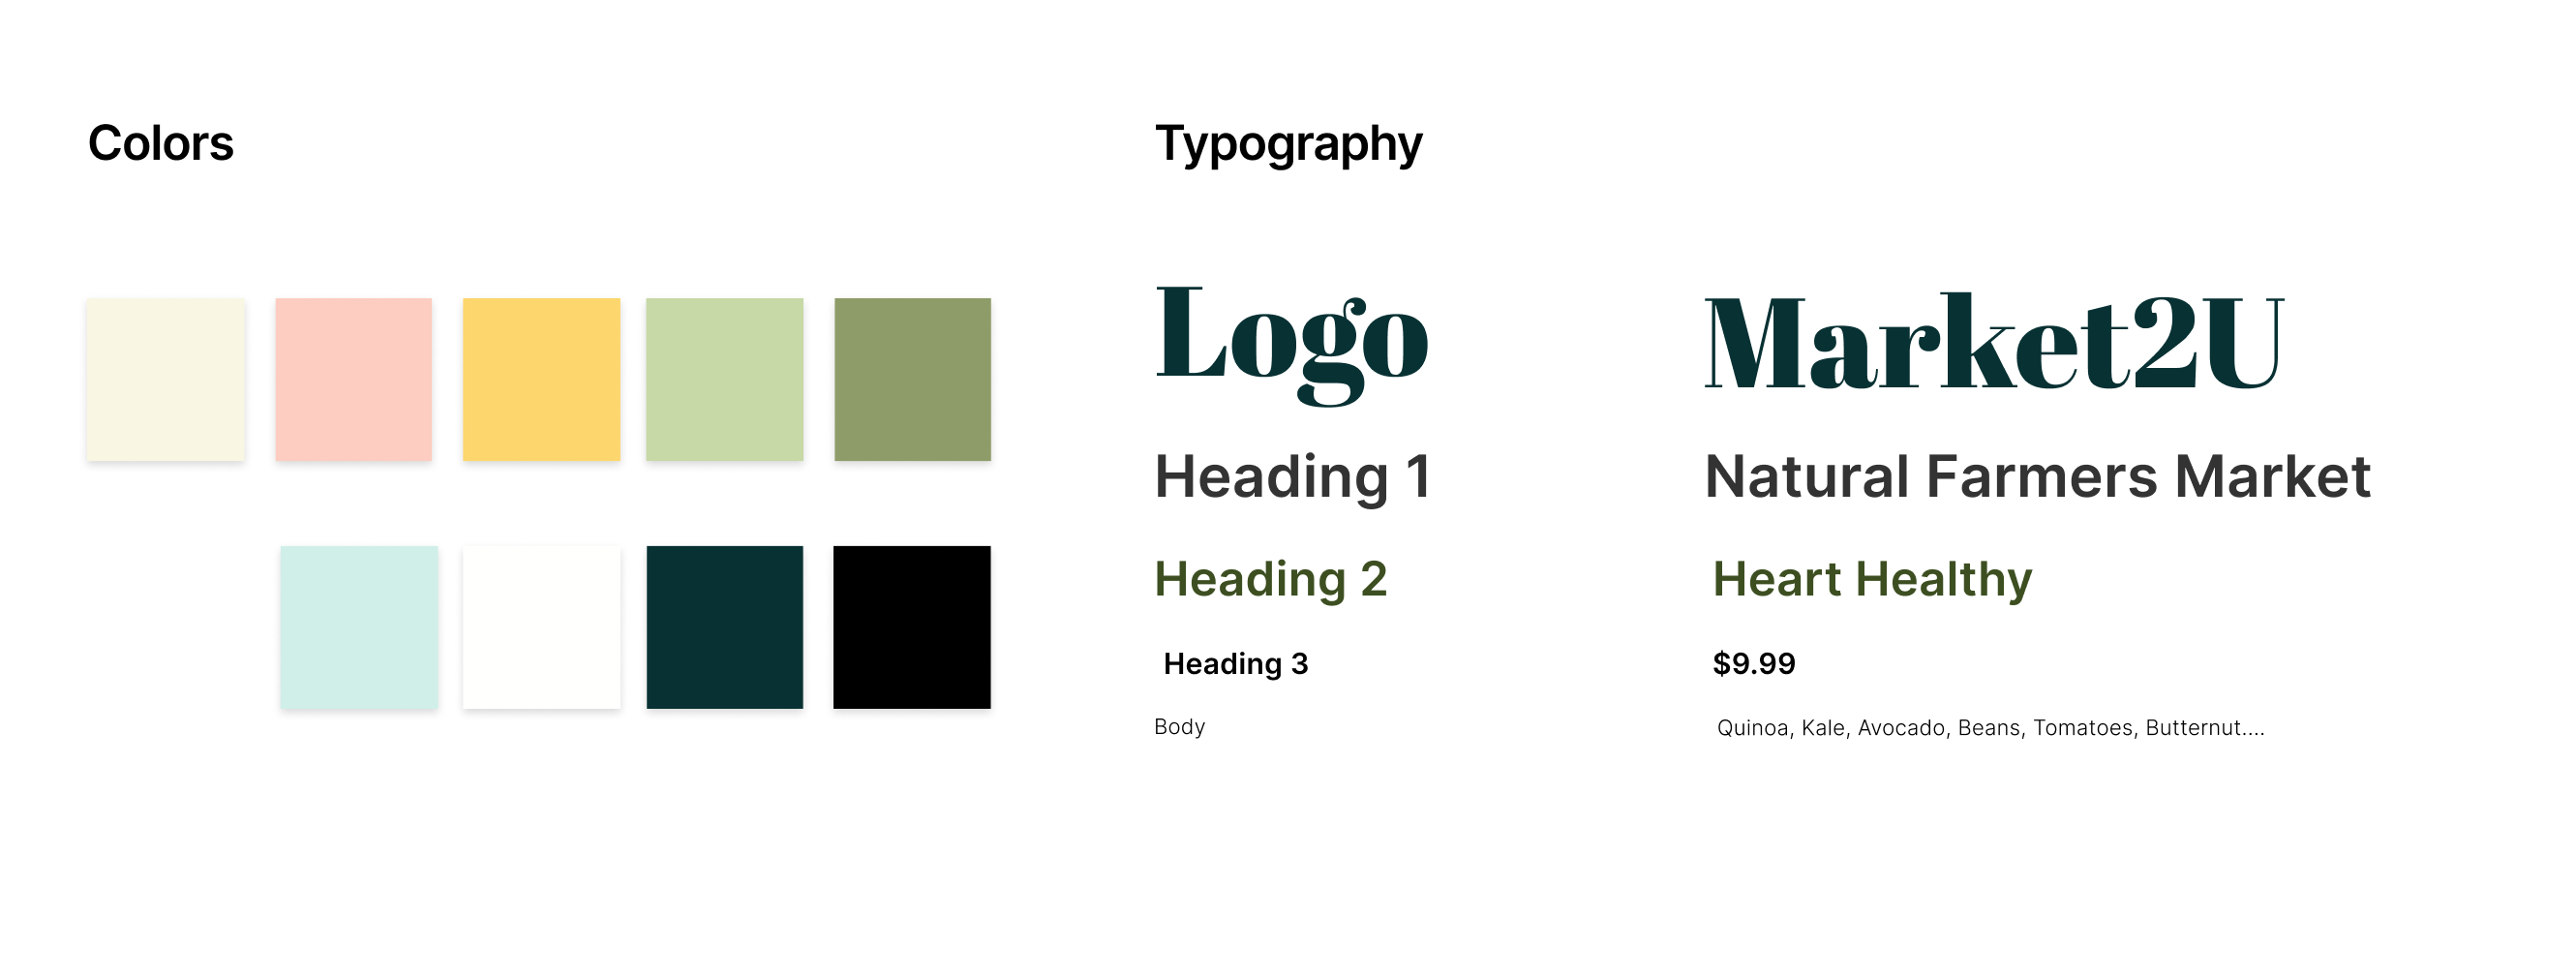 Colors
Typography
Logo
Market2U
Heading 1
Natural Farmers Market
Heading 2
Heart Healthy
Heading 3
$9.99
Body
Quinoa, Kale, Avocado, Beans, Tomatoes, Butternut....